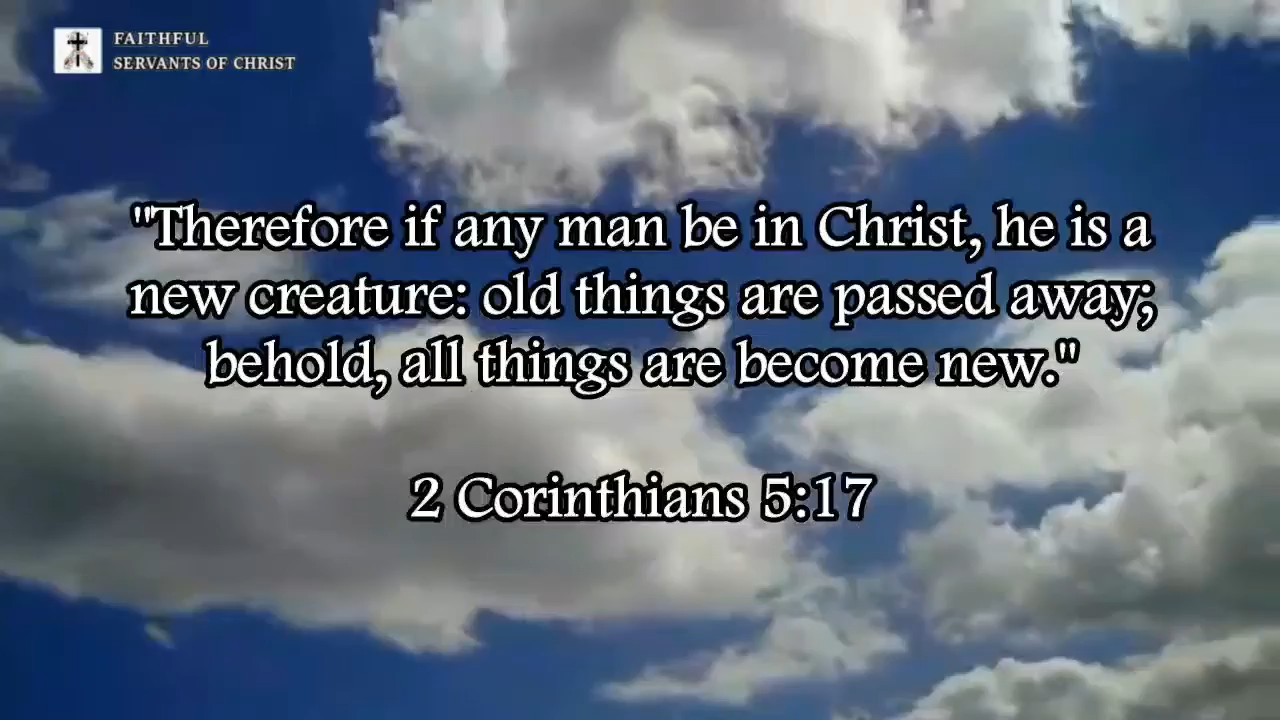 FAITHFUL
SERVANTS OF CHRIST
"Therefore if any man be in Christ, he is a
new creature: old things are passed away;
behold, all things are become new."
2 Corinthians 5:17